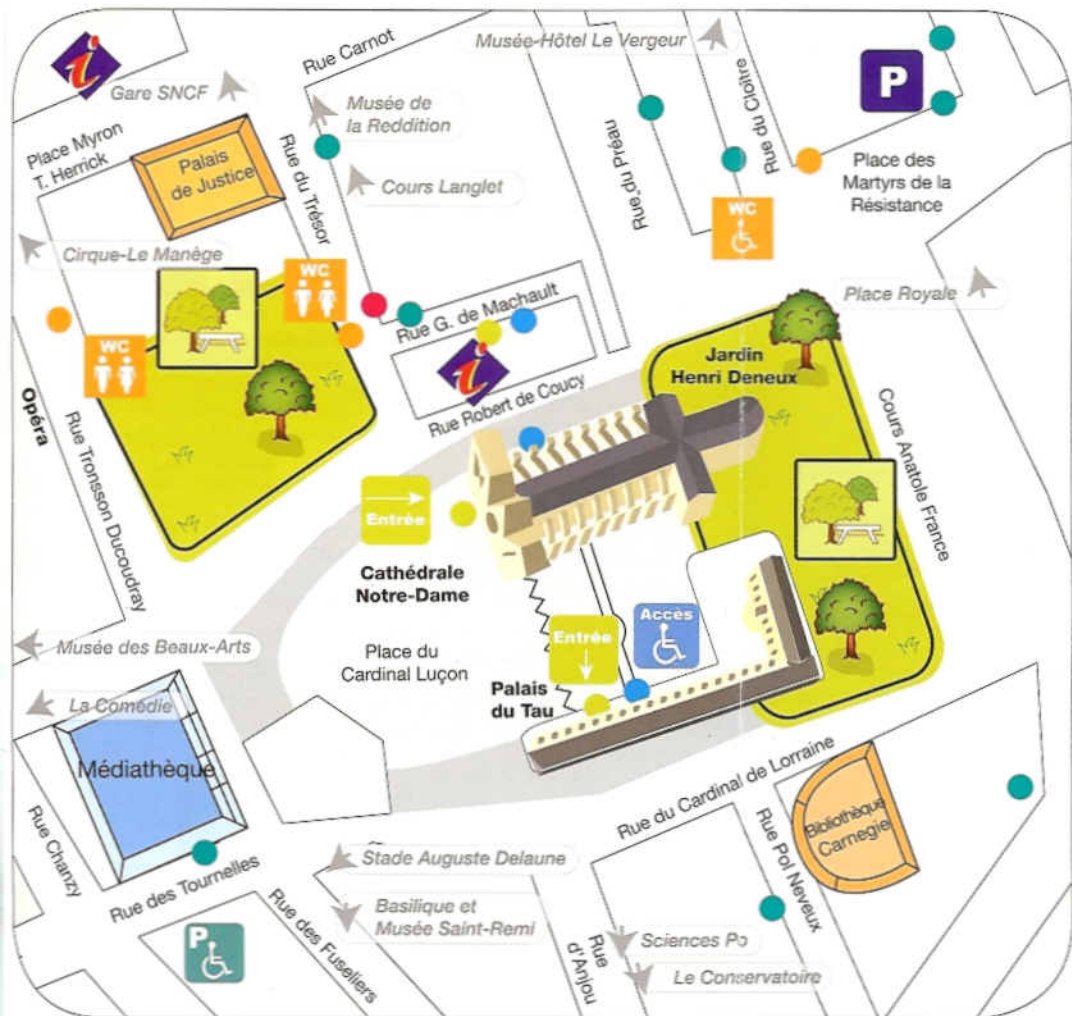 i
Gare SNCF
Rue Carnot
Musée-Hôtel Le Vergeur
P
Rue du Cloître
Musée de
la Reddition
Place Myron
T. Herrick
Palais
de Justice
Rue du Trésor
Cours Langlet
Rue du Préau
WC
Place des
Martyrs de la
Résistance
Cirque-Le Manège
WC
Place Royale
Rue G. de Machault
WC
i
Jardin
Henri Deneux
Opéra
Rue Robert de Coucy
Rue Tronsson Ducoudray
Cours Anatole France
Entrée
Cathédrale
Notre-Dame
Entrée
Accès
Musée des Beaux-Arts
Place du
Cardinal Luçon
Palais
du Tau
La Comédie
Médiathèque
Rue du Cardinal de Lorraine
Rue Chanzy
Bibliothèque
Carnegie
Rue Pol Neveux
Rue des Tournelles
Stade Auguste Delaune
Basilique et
Musée Saint-Remi
Rue des Fuseliers
P
Rue
d'Anjou
Sciences Po
Le Conservatoire